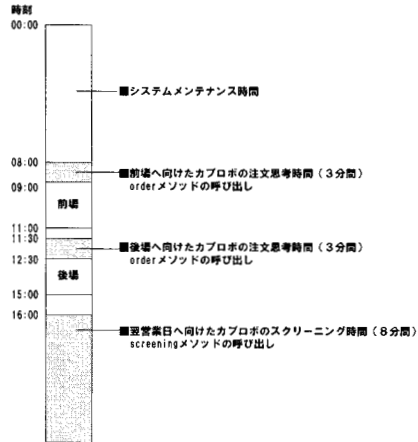 時刻
00:00
■システムメンテナンス時間
08:00
■前場へ向けたカブロボの注文思考時間（3分間）
orderメソッドの呼び出し
09:00
前場
11:00
11:30
■後場へ向けたカブロボの注文思考時間（3分間）
orderメソッドの呼び出し
12:30
後場
15:00
16:00
■翌営業日へ向けたカブロボのスクリーニング時間（8分間）
screeningメソッドの呼び出し